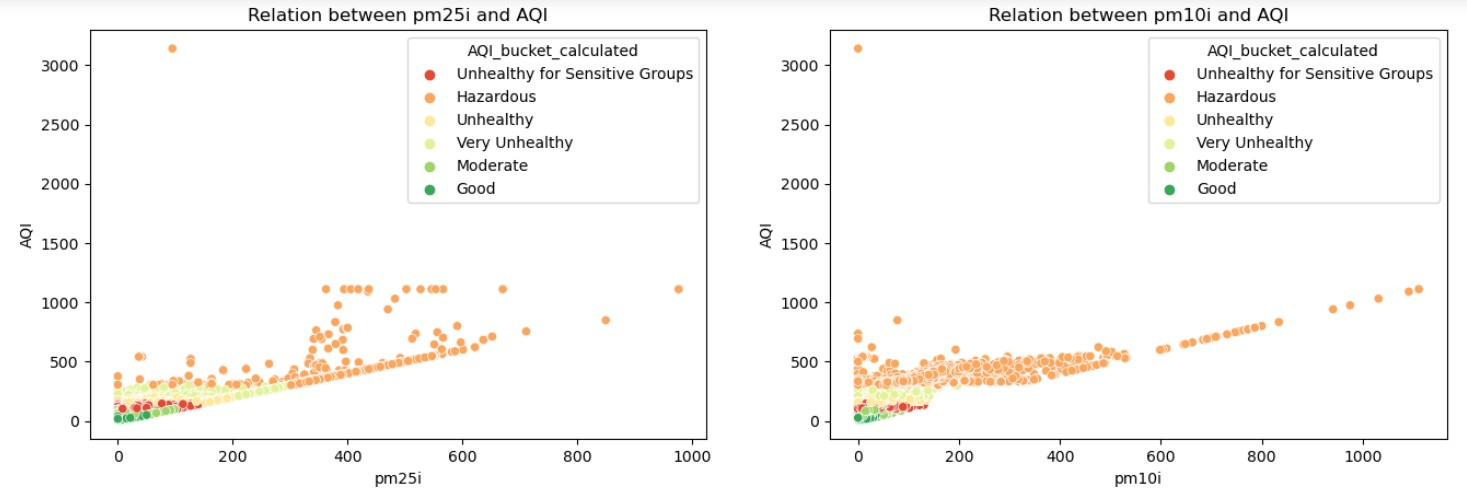 Relation between pm25i and AQI
3000
2500
2000
1500
1000
500
0
AQI
AQI_bucket_calculated
Unhealthy for Sensitive Groups
Hazardous
Unhealthy
Very Unhealthy
Moderate
Good
0 200 400 600 800 1000
pm25i
Relation between pm10i and AQI
3000
2500
2000
1500
1000
500
0
AQI
AQI_bucket_calculated
Unhealthy for Sensitive Groups
Hazardous
Unhealthy
Very Unhealthy
Moderate
Good
0 200 400 600 800 1000
pm10i